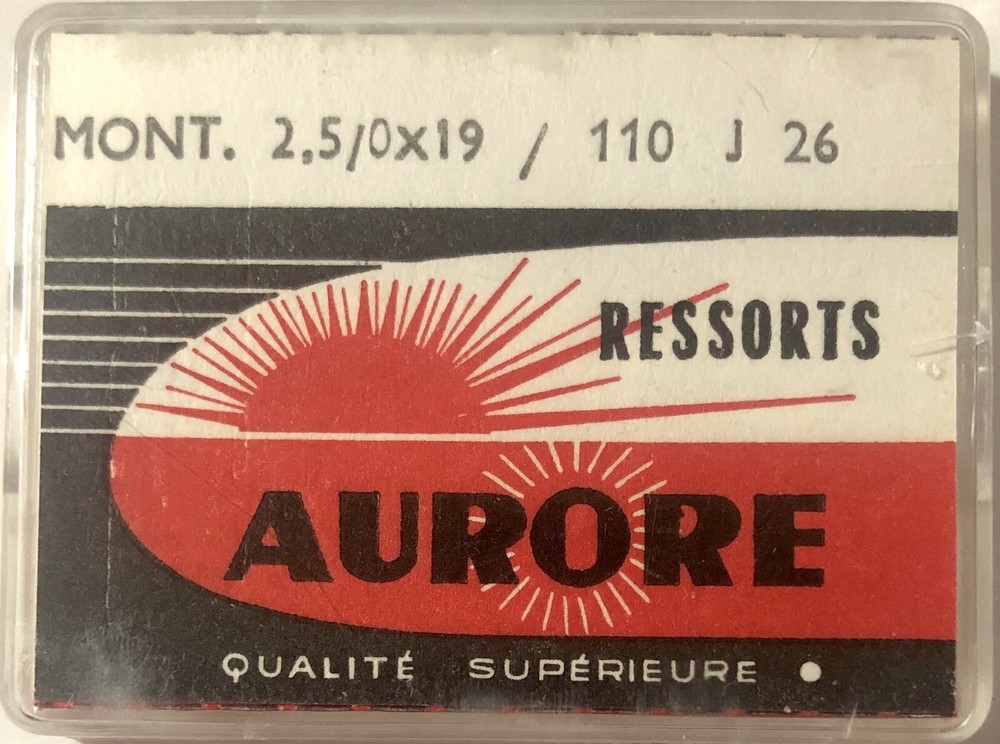 MONT. 2,5/0x19 / 110 J 26
RESSORTS
AURORE
QUALITÉ SUPÉRIEURE